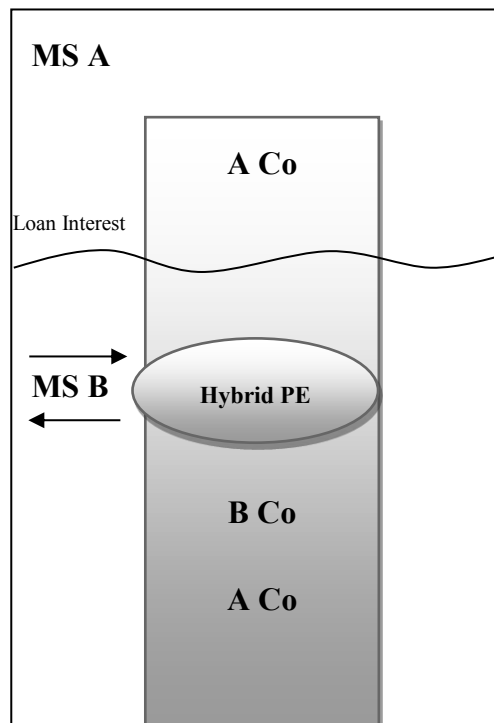 MS A
A Co
Loan Interest
MS B
Hybrid PE
B Co
A Co